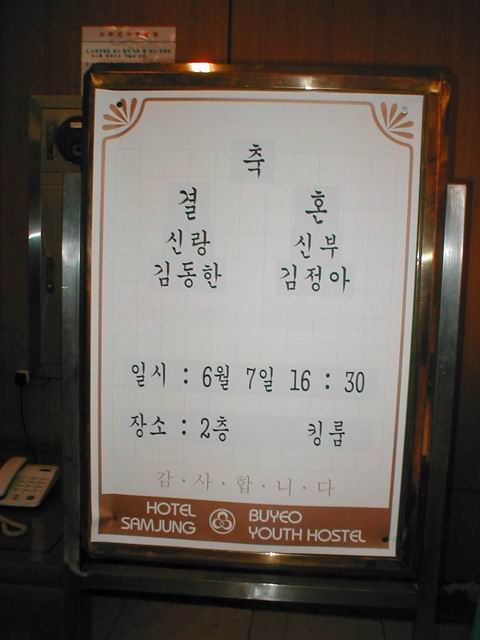 축
결 혼
신랑 신부
김동한 김정아
일시 : 6월 7일 16 : 30
장소 : 2층 킹룸
감·사·합·니·다
HOTEL SAMJUNG
BUYEO YOUTH HOSTEL